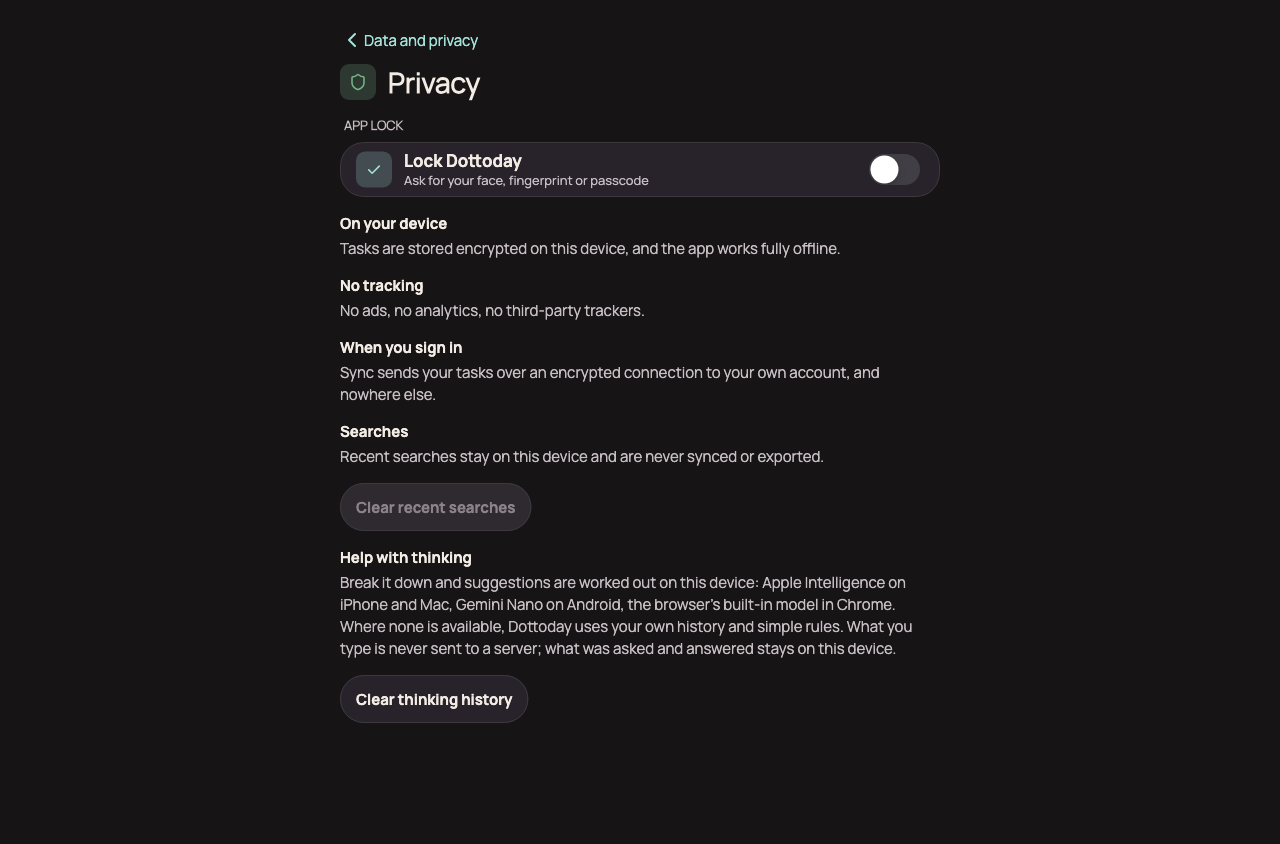 Data and privacy
Privacy
APP LOCK
Lock Dottoday
Ask for your face, fingerprint or passcode
On your device
Tasks are stored encrypted on this device, and the app works fully offline.
No tracking
No ads, no analytics, no third-party trackers.
When you sign in
Sync sends your tasks over an encrypted connection to your own account, and
nowhere else.
Searches
Recent searches stay on this device and are never synced or exported.
Clear recent searches
Help with thinking
Break it down and suggestions are worked out on this device: Apple Intelligence on
iPhone and Mac, Gemini Nano on Android, the browser's built-in model in Chrome.
Where none is available, Dottoday uses your own history and simple rules. What you
type is never sent to a server; what was asked and answered stays on this device.
Clear thinking history